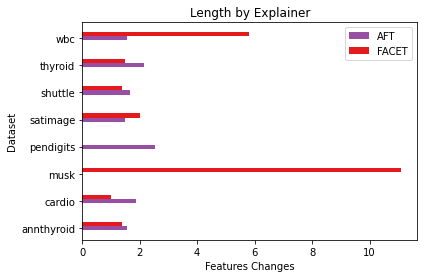 Length by Explainer
AFT
FACET
wbc
thyroid
shuttle
satimage
pendigits
musk
cardio
annthyroid
Dataset
0 2 4 6 8 10
Features Changes